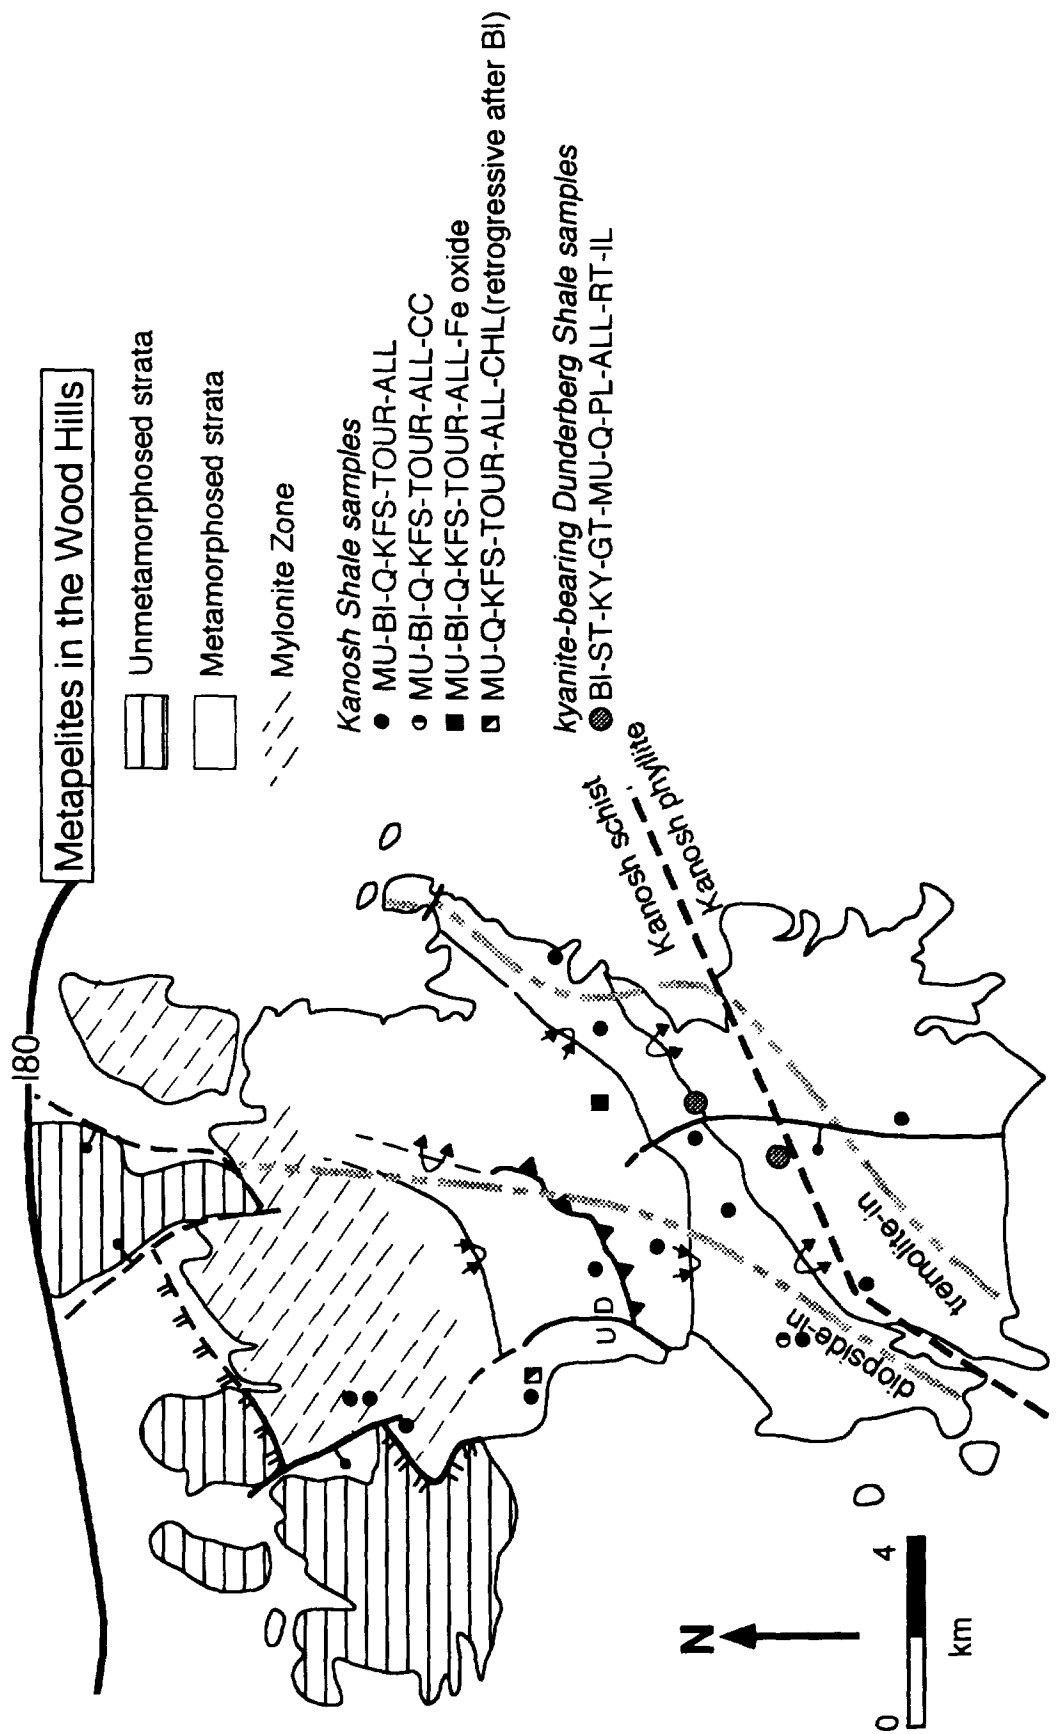 Metapelites in the Wood Hills
I80
Unmetamorphosed strata
Metamorphosed strata
Mylonite Zone
Kanosh Shale samples
MU-BI-Q-KFS-TOUR-ALL
MU-BI-Q-KFS-TOUR-ALL-CC
MU-BI-Q-KFS-TOUR-ALL-Fe oxide
MU-Q-KFS-TOUR-ALL-CHL(retrogressive after BI)
kyanite-bearing Dunderberg Shale samples
BI-ST-KY-GT-MU-Q-PL-ALL-RT-IL
Kanosh schist
Kanosh phyllite
U D
diopside-in
tremolite-in
N
0 4
km